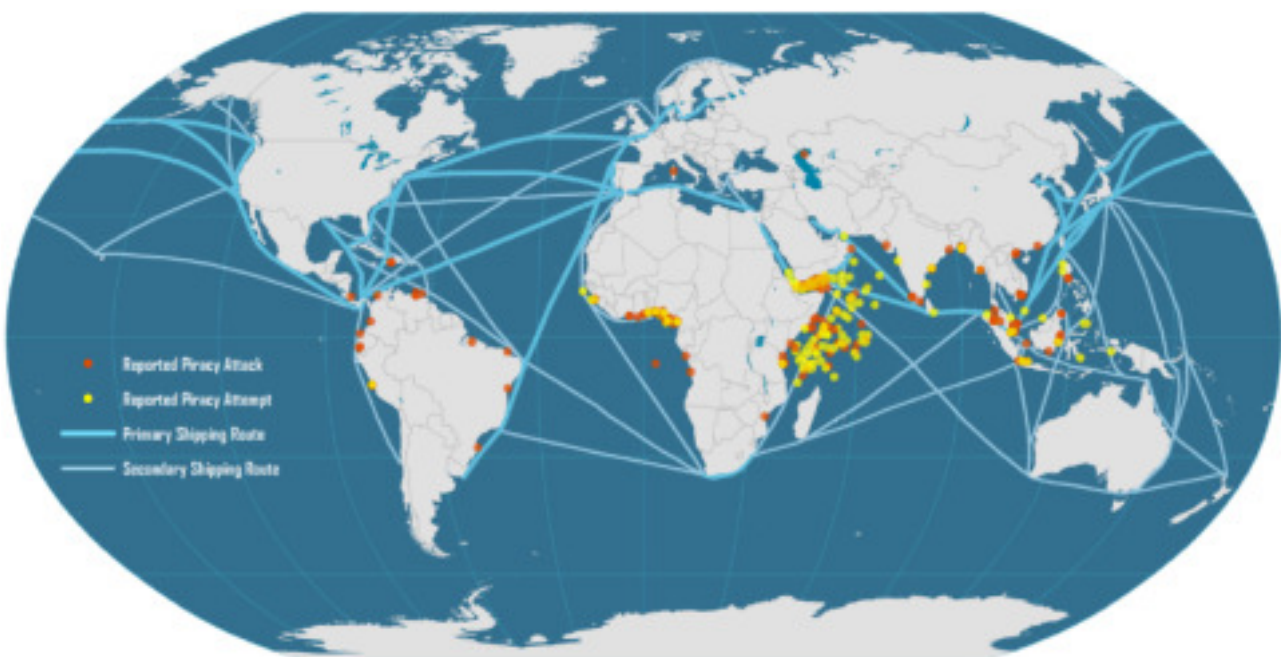 Reported Piracy Attack
Reported Piracy Attempt
Primary Shipping Route
Secondary Shipping Route